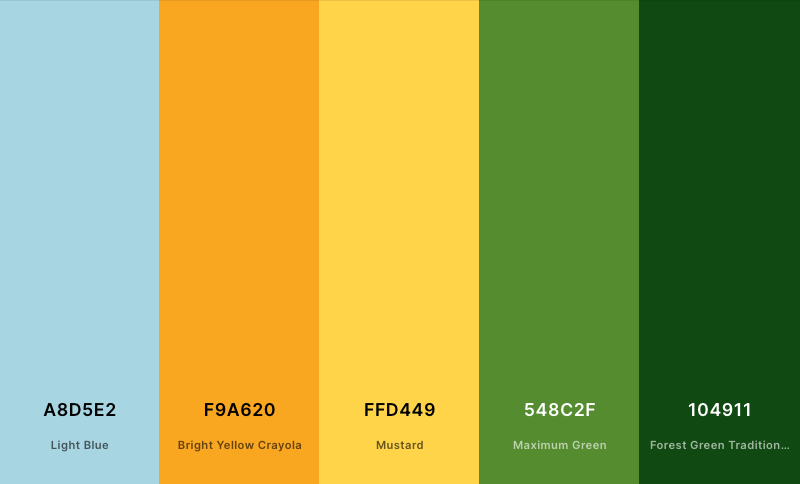 A8D5E2
F9A620
FFD449
548C2F
104911
Light Blue
Bright Yellow Crayola
Mustard
Maximum Green
Forest Green Tradition...